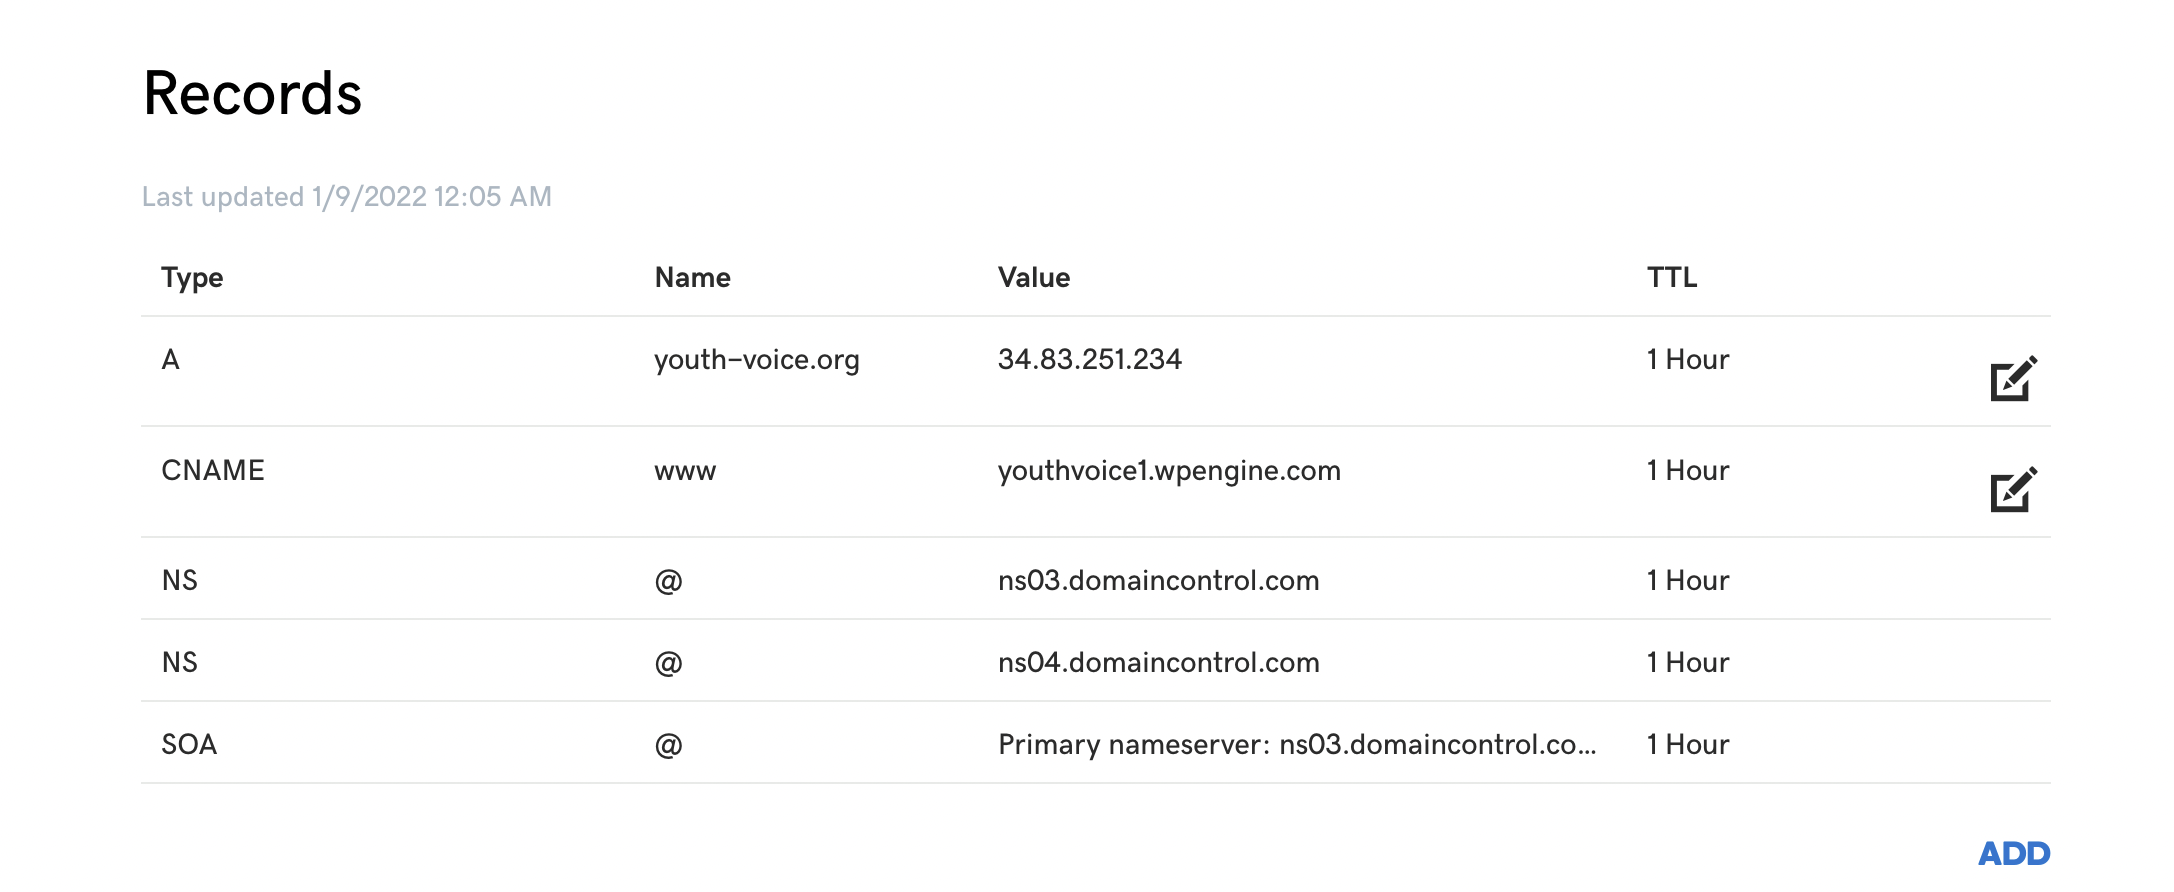 Records
Last updated 1/9/2022 12:05 AM
Type Name Value TTL
A youth-voice.org 34.83.251.234 1 Hour
CNAME www youthvoice1.wpengine.com 1 Hour
NS @ ns03.domaincontrol.com 1 Hour
NS @ ns04.domaincontrol.com 1 Hour
SOA @ Primary nameserver: ns03.domaincontrol.co... 1 Hour
ADD